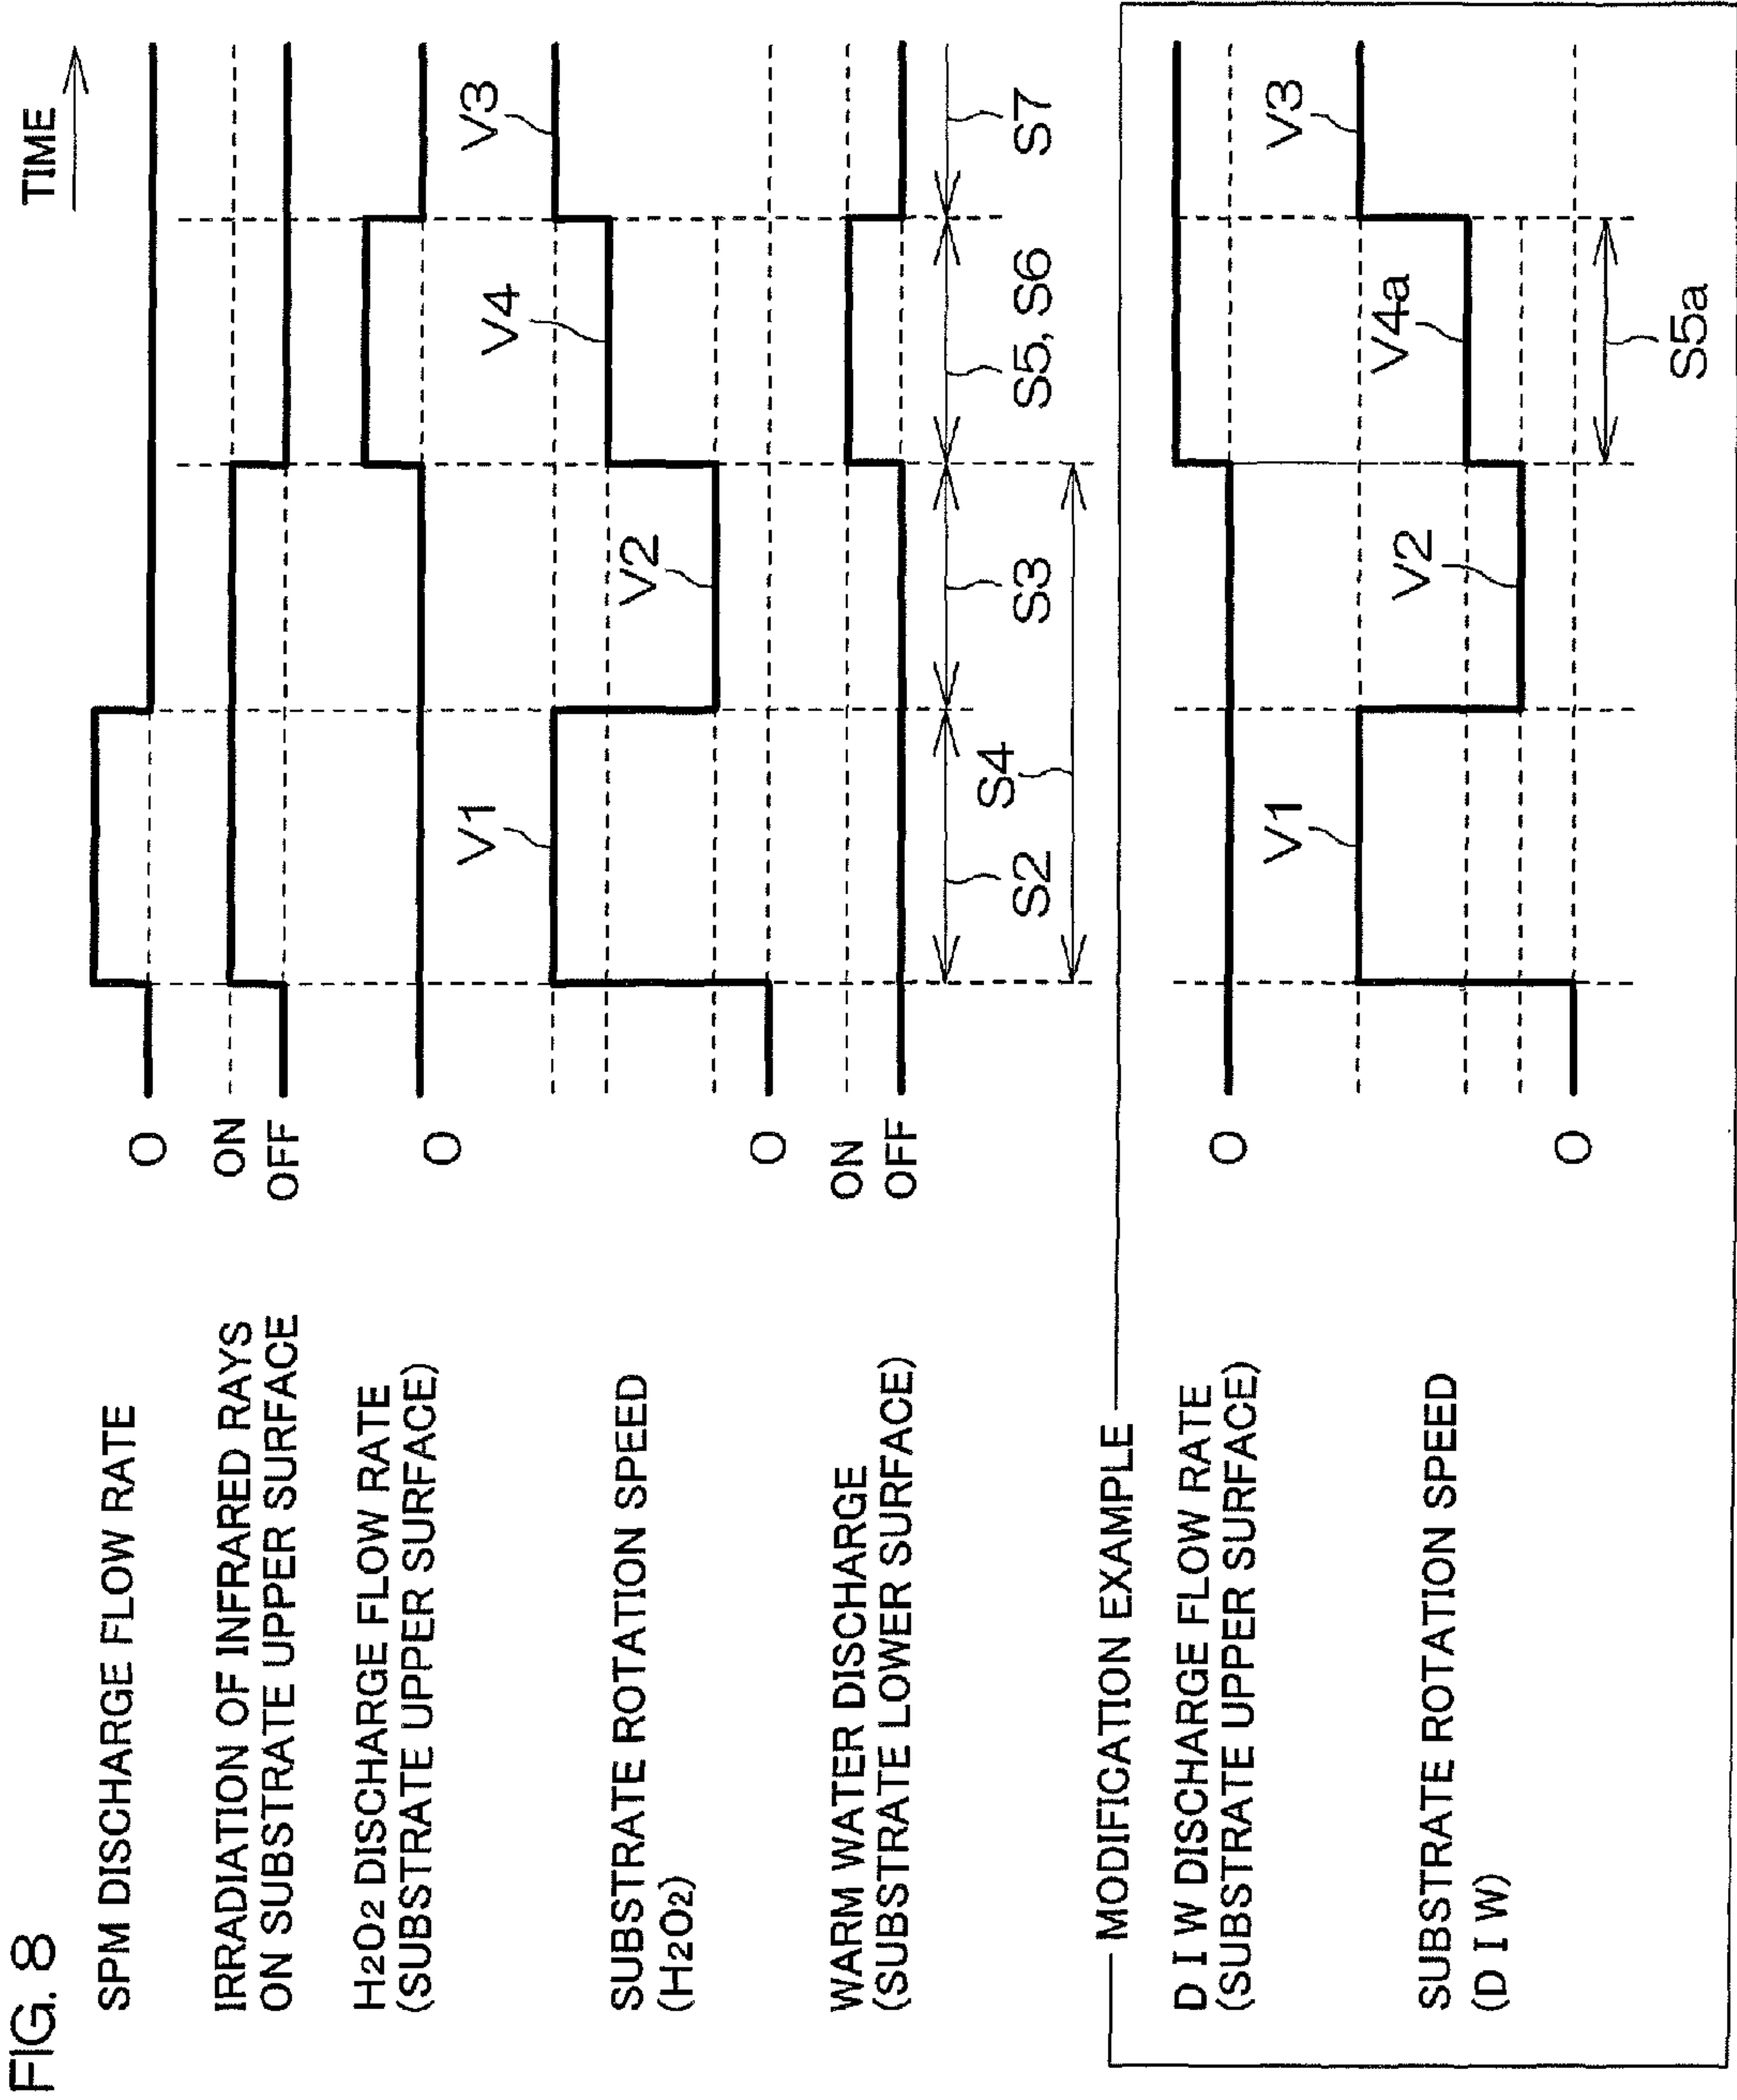 FIG. 8
TIME
SPM DISCHARGE FLOW RATE
0
IRRADIATION OF INFRARED RAYS
ON SUBSTRATE UPPER SURFACE
ON
OFF
H2O2 DISCHARGE FLOW RATE
(SUBSTRATE UPPER SURFACE)
0
SUBSTRATE ROTATION SPEED
(H2O2)
0
V1
V2
V4
V3
WARM WATER DISCHARGE
(SUBSTRATE LOWER SURFACE)
ON
OFF
S2
S3
S5, S6
S7
S4
MODIFICATION EXAMPLE
DIW DISCHARGE FLOW RATE
(SUBSTRATE UPPER SURFACE)
0
SUBSTRATE ROTATION SPEED
(DIW)
0
V1
V2
V4a
V3
S5a